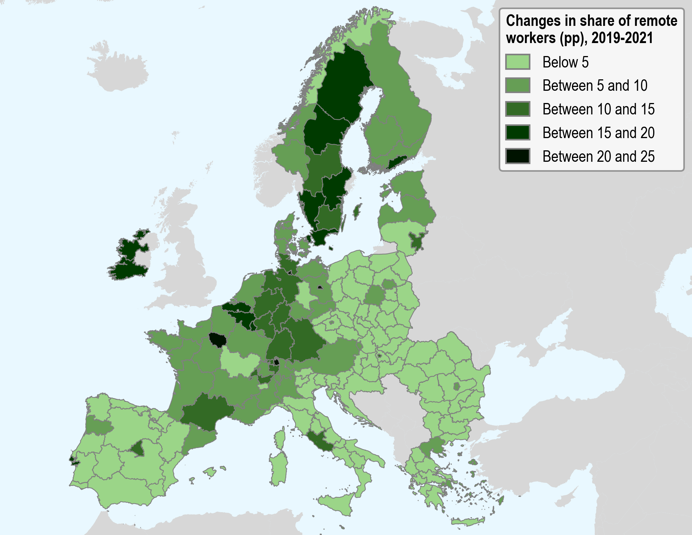 Changes in share of remote
workers (pp), 2019-2021
Below 5
Between 5 and 10
Between 10 and 15
Between 15 and 20
Between 20 and 25